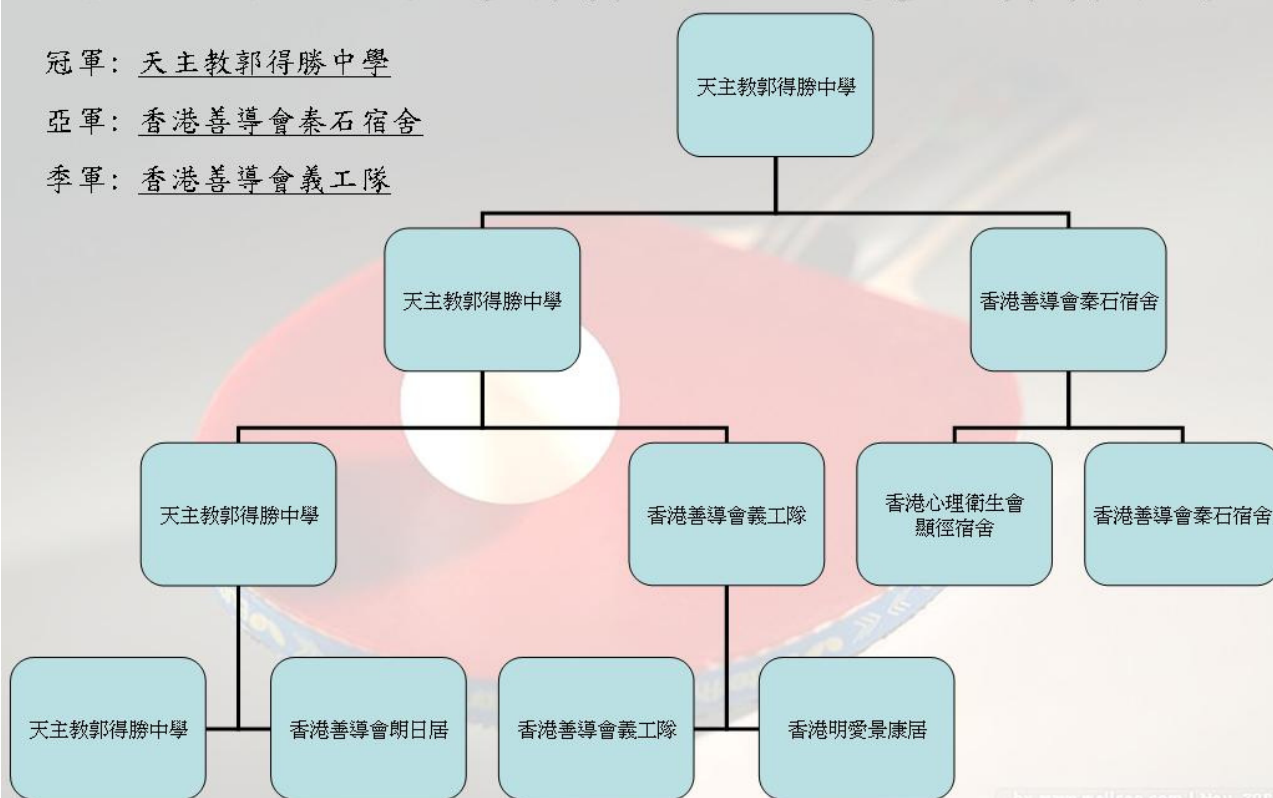 冠軍: 天主教郭得勝中學
亞軍: 香港善導會秦石宿舍
季軍: 香港善導會義工隊
天主教郭得勝中學
天主教郭得勝中學
香港善導會秦石宿舍
天主教郭得勝中學
香港善導會義工隊
香港心理衛生會
顯徑宿舍
香港善導會秦石宿舍
天主教郭得勝中學
香港善導會朗日居
香港善導會義工隊
香港明愛景康居